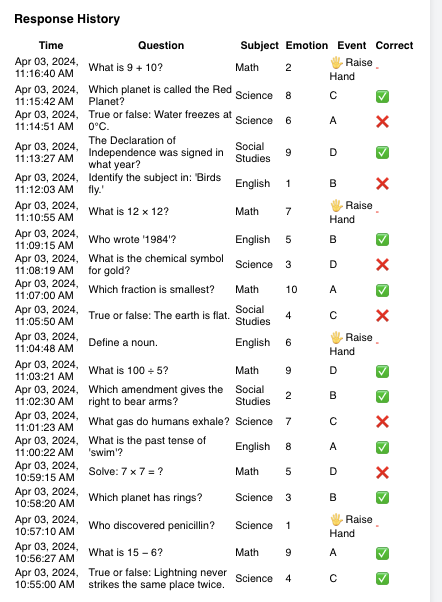 Response History
Time Question Subject Emotion Event Correct
Apr 03, 2024, 11:16:40 AM What is 9 + 10? Math 2 🖐 Raise Hand -
Apr 03, 2024, 11:15:42 AM Which planet is called the Red Planet? Science 8 C ✅
Apr 03, 2024, 11:14:51 AM True or false: Water freezes at 0°C. Science 6 A ❌
Apr 03, 2024, 11:13:27 AM The Declaration of Independence was signed in what year? Social Studies 9 D ✅
Apr 03, 2024, 11:12:03 AM Identify the subject in: 'Birds fly.' English 1 B ❌
Apr 03, 2024, 11:10:55 AM What is 12 × 12? Math 7 🖐 Raise Hand -
Apr 03, 2024, 11:09:15 AM Who wrote '1984'? English 5 B ✅
Apr 03, 2024, 11:08:19 AM What is the chemical symbol for gold? Science 3 D ❌
Apr 03, 2024, 11:07:00 AM Which fraction is smallest? Math 10 A ✅
Apr 03, 2024, 11:05:50 AM True or false: The earth is flat. Social Studies 4 C ❌
Apr 03, 2024, 11:04:48 AM Define a noun. English 6 🖐 Raise Hand -
Apr 03, 2024, 11:03:21 AM What is 100 ÷ 5? Math 9 D ✅
Apr 03, 2024, 11:02:30 AM Which amendment gives the right to bear arms? Social Studies 2 B ✅
Apr 03, 2024, 11:01:23 AM What gas do humans exhale? Science 7 C ❌
Apr 03, 2024, 11:00:22 AM What is the past tense of 'swim'? English 8 A ✅
Apr 03, 2024, 10:59:15 AM Solve: 7 × 7 = ? Math 5 D ❌
Apr 03, 2024, 10:58:20 AM Which planet has rings? Science 3 B ✅
Apr 03, 2024, 10:57:10 AM Who discovered penicillin? Science 1 🖐 Raise Hand -
Apr 03, 2024, 10:56:27 AM What is 15 − 6? Math 9 A ✅
Apr 03, 2024, 10:55:00 AM True or false: Lightning never strikes the same place twice. Science 4 C ✅